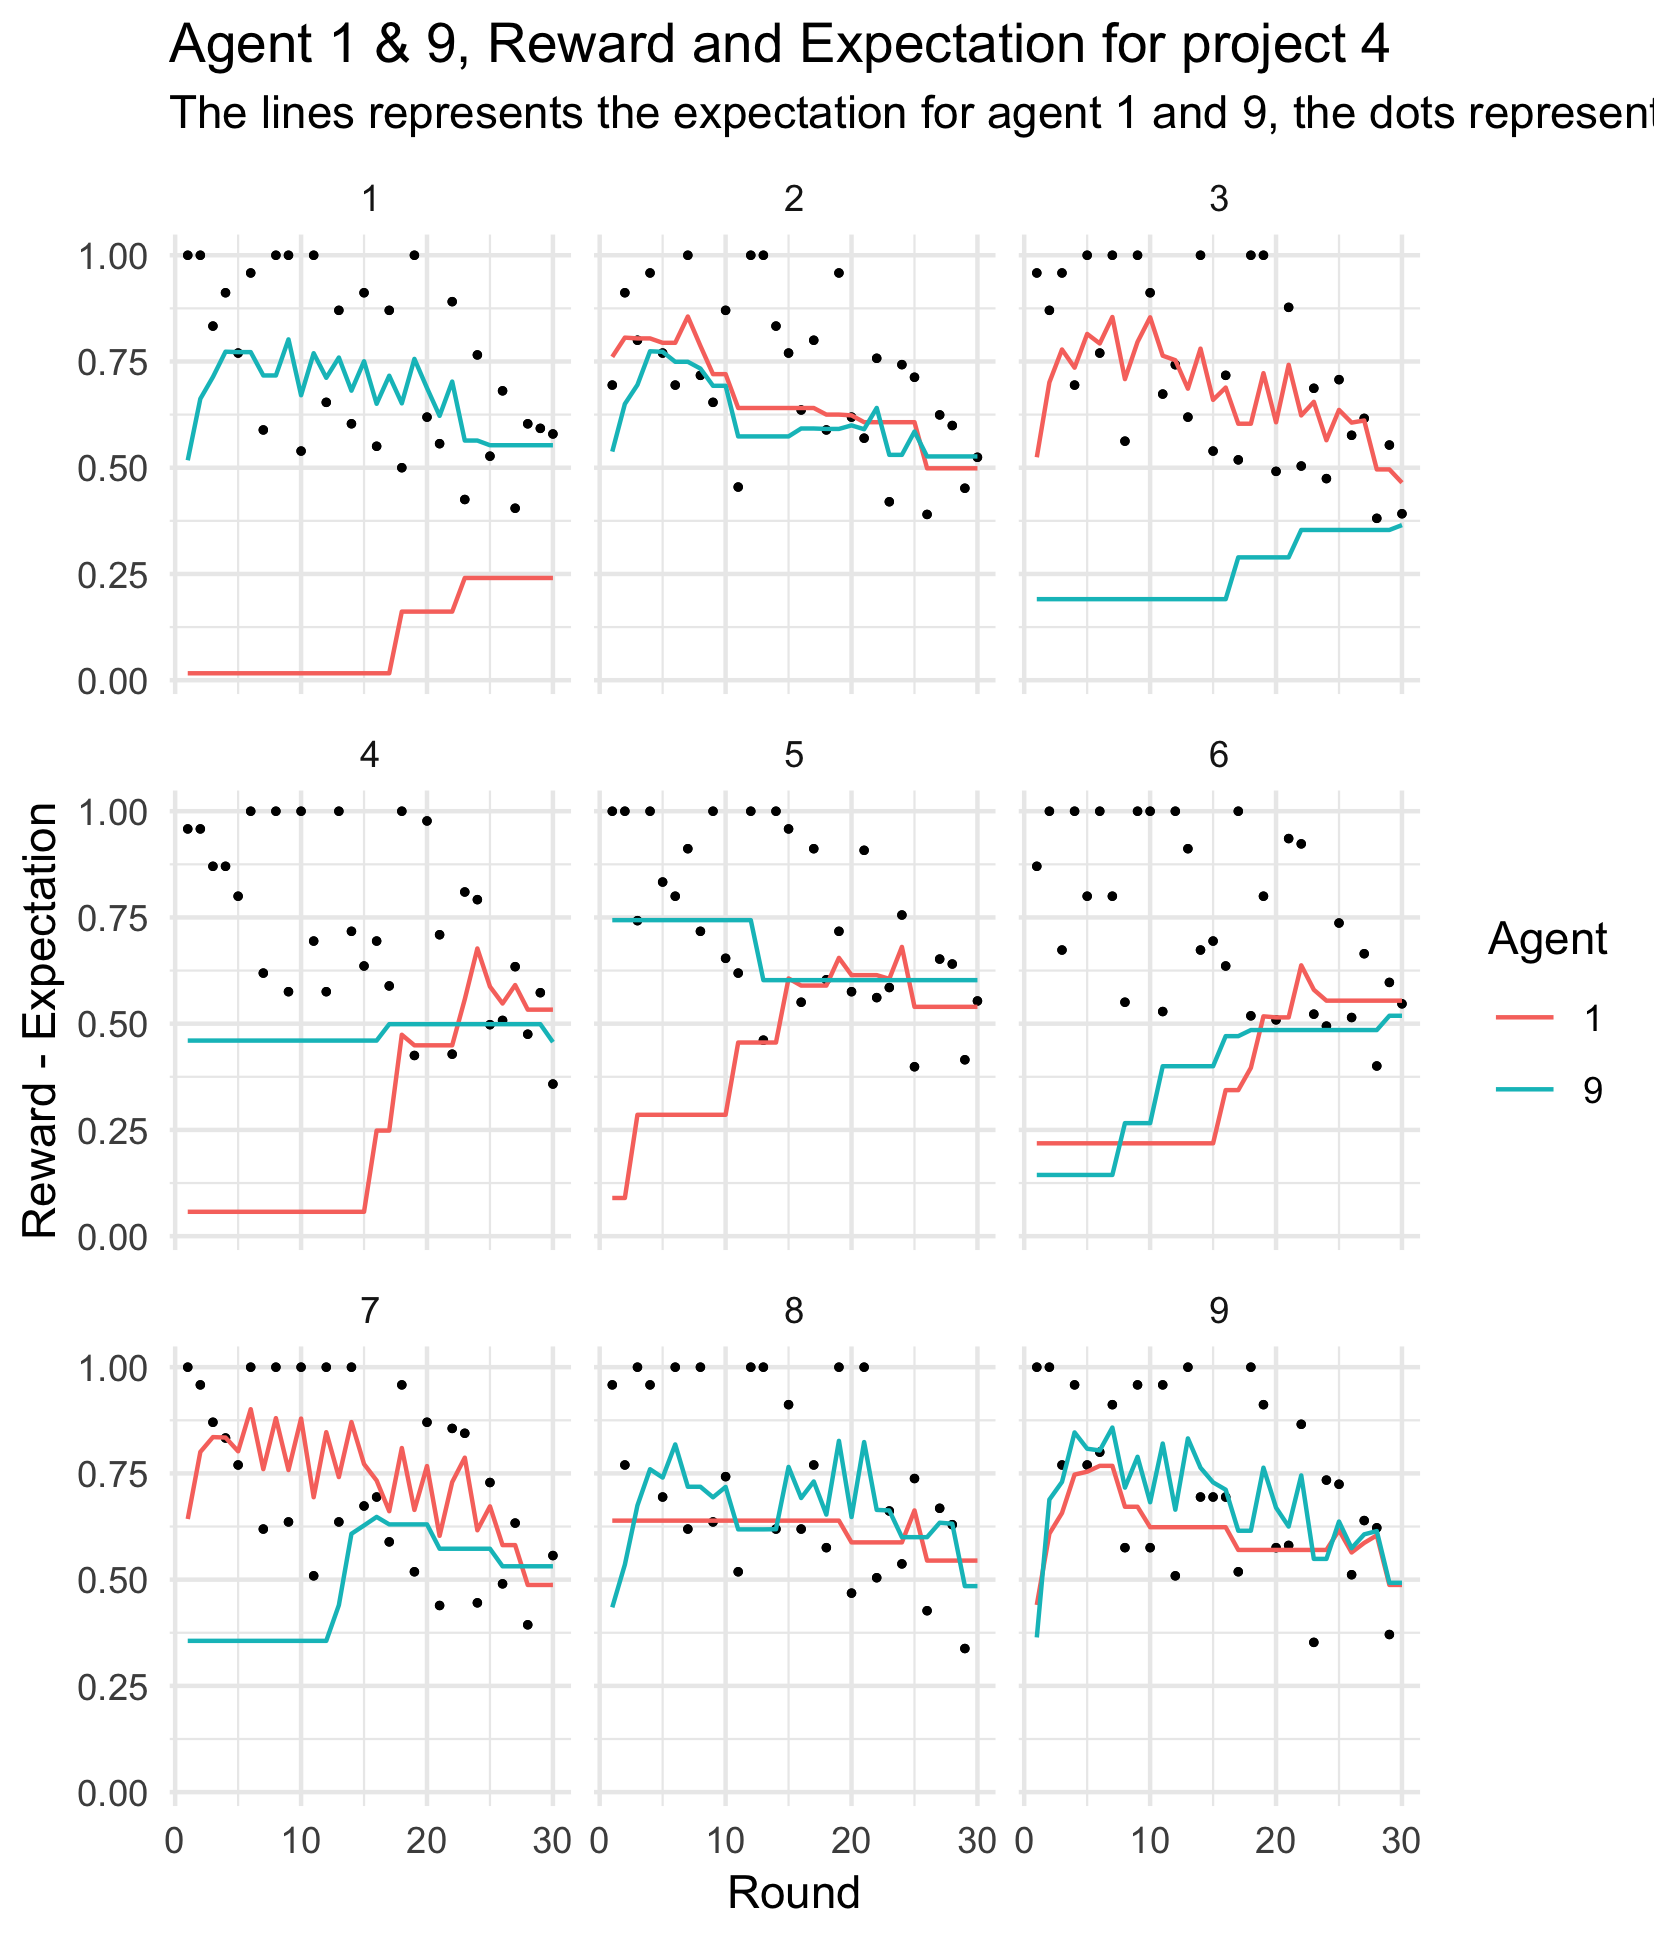 Agent 1 & 9, Reward and Expectation for project 4
The lines represents the expectation for agent 1 and 9, the dots represent
1 2 3
1.00
0.75
0.50
0.25
0.00
4 5 6
1.00
0.75
0.50
0.25
0.00
Reward - Expectation
Agent
1
9
7 8 9
1.00
0.75
0.50
0.25
0.00
0 10 20 30 0 10 20 30 0 10 20 30
Round